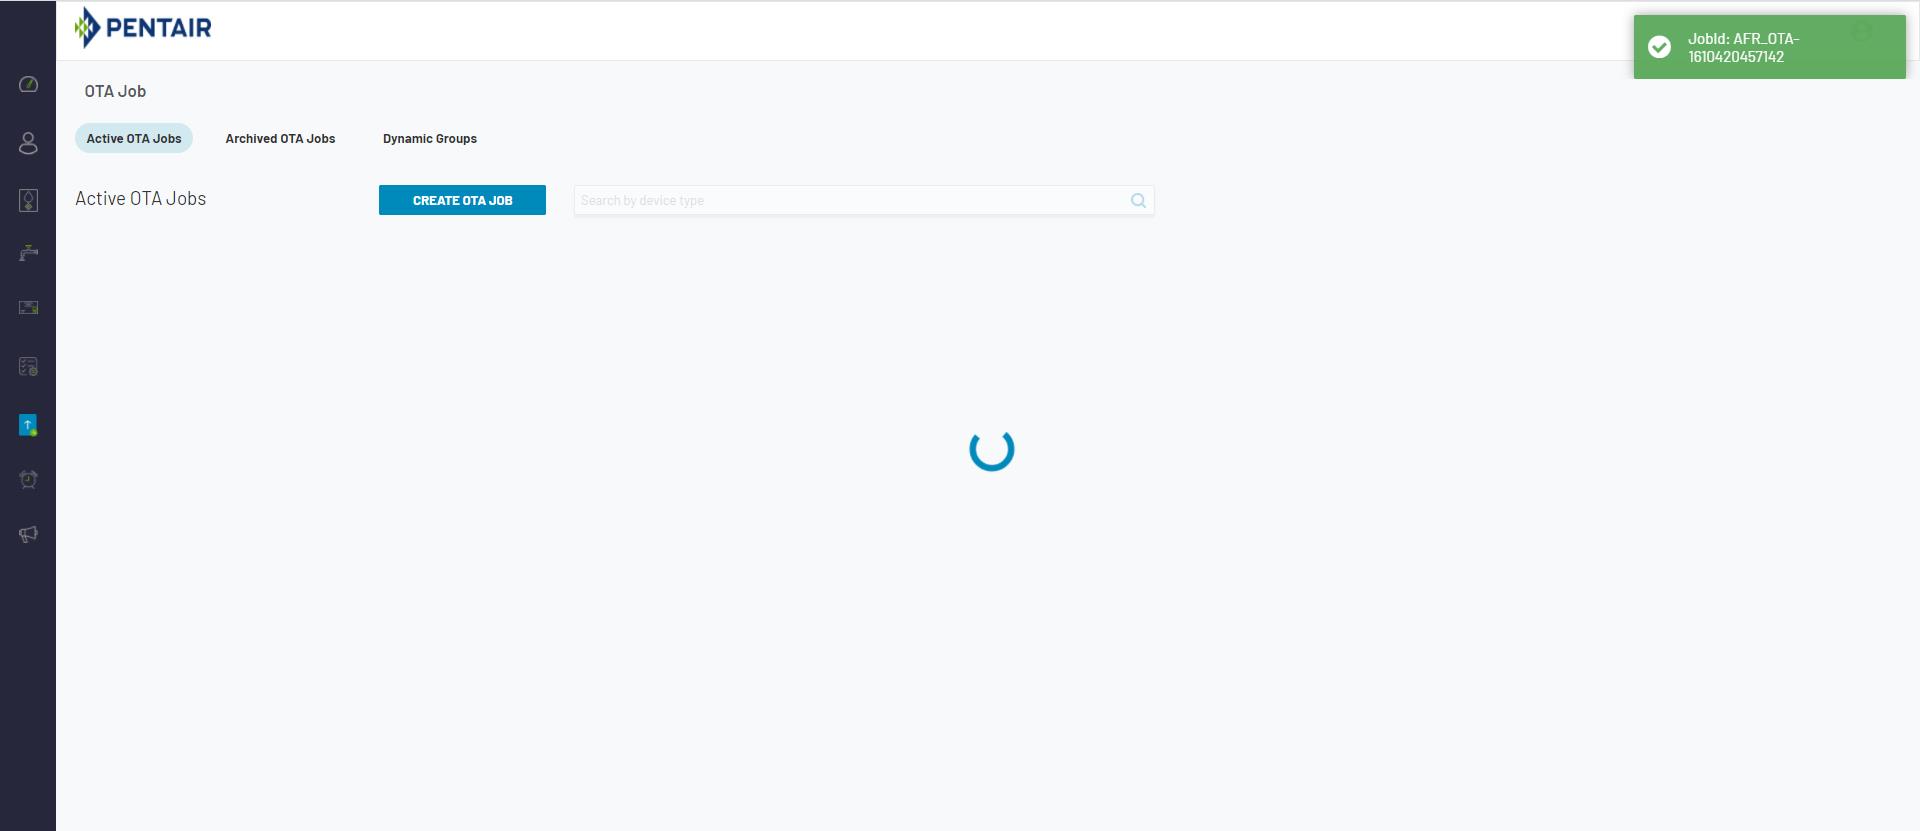 PENTAIR
JobId: AFR_OTA-
1610420457142
OTA Job
Active OTA Jobs
Archived OTA Jobs
Dynamic Groups
Active OTA Jobs
CREATE OTA JOB
Search by device type